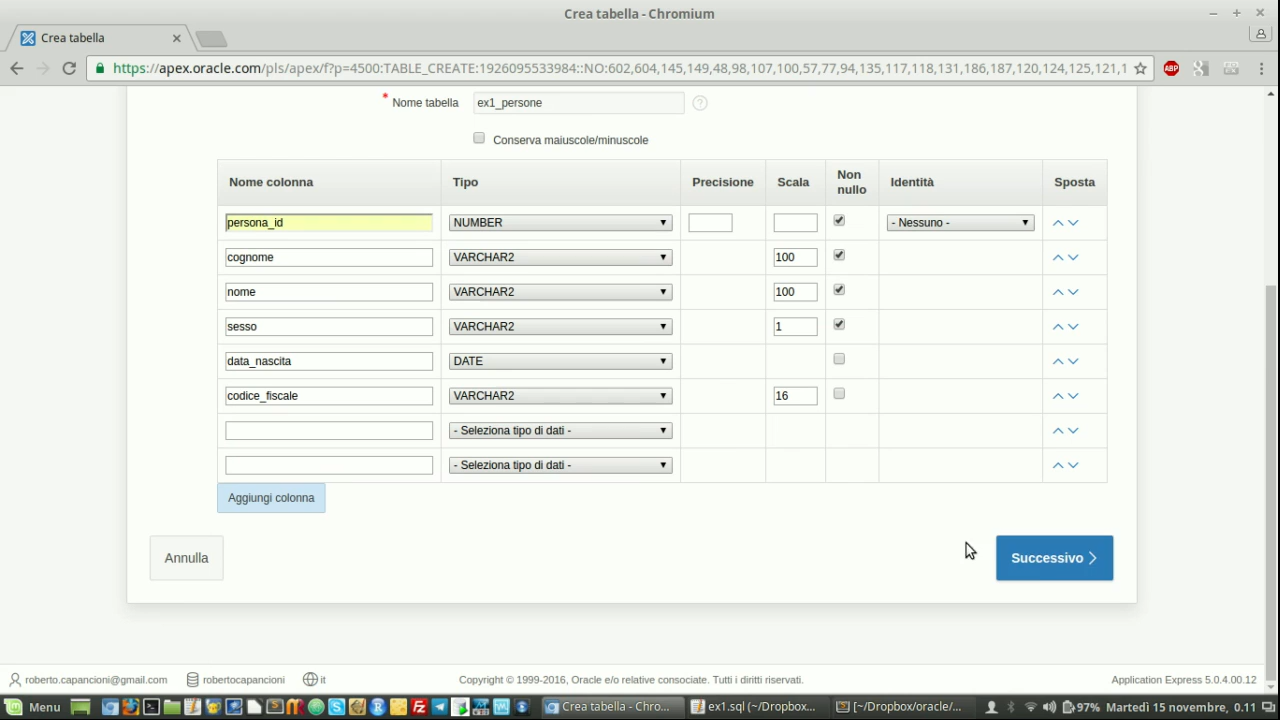 Crea tabella - Chromium
Crea tabella
https://apex.oracle.com/pls/apex/f?p=4500:TABLE_CREATE:1926095533984::NO:602,604,145,149,48,98,107,100,57,77,94,135,117,118,131,186,187,120,124,125,121,1
ABP
* Nome tabella ex1_persone ?
Conserva maiuscole/minuscole
Nome colonna Tipo Precisione Scala Non nullo Identità Sposta
persona_id NUMBER - Nessuno -
cognome VARCHAR2 100
nome VARCHAR2 100
sesso VARCHAR2 1
data_nascita DATE
codice_fiscale VARCHAR2 16
- Seleziona tipo di dati -
- Seleziona tipo di dati -
Aggiungi colonna
Annulla Successivo
roberto.capancioni@gmail.com robertocapancioni it Copyright © 1999-2016, Oracle e/o relative consociate. Tutti i diritti riservati. Application Express 5.0.4.00.12
Menu Crea tabella - Chro... ex1.sql (~/Dropbox... [~/Dropbox/oracle/... 97% Martedì 15 novembre, 0.11